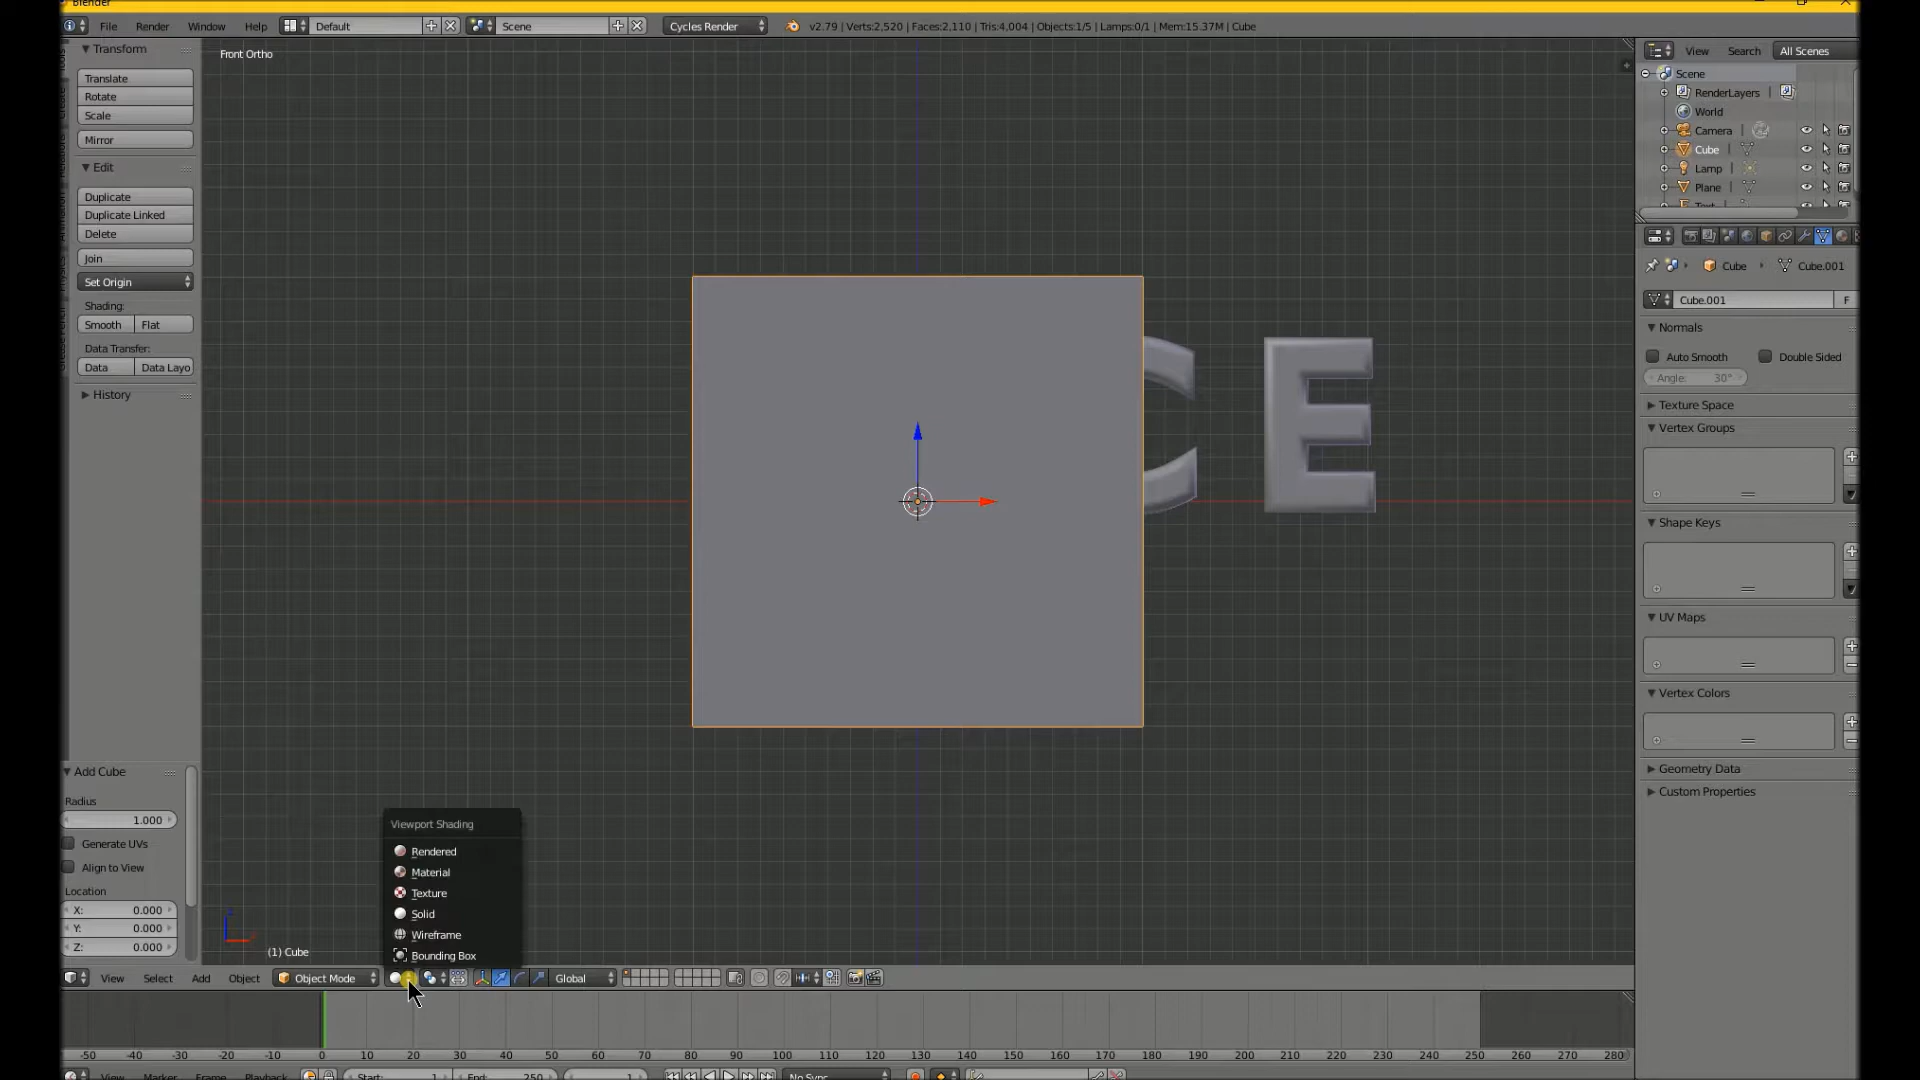 Blender
File Render Window Help Default Scene Cycles Render v2.79 | Verts:2,520 | Faces:2,110 | Tris:4,004 | Objects:1/5 | Lamps:0/1 | Mem:15.37M | Cube
Transform
Translate
Rotate
Scale
Mirror
Edit
Duplicate
Duplicate Linked
Delete
Join
Set Origin
Shading:
Smooth Flat
Data Transfer:
Data Data Layo
History
Add Cube
Radius
1.000
Generate UVs
Align to View
Location
X: 0.000
Y: 0.000
Z: 0.000
Front Ortho
C E
(1) Cube
Viewport Shading
Rendered
Material
Texture
Solid
Wireframe
Bounding Box
View Select Add Object Object Mode Global
View Search All Scenes
Scene
RenderLayers |
World
Camera |
Cube |
Lamp |
Plane |
Text
Cube Cube.001
Cube.001 F
Normals
Auto Smooth Double Sided
Angle: 30°
Texture Space
Vertex Groups
Shape Keys
UV Maps
Vertex Colors
Geometry Data
Custom Properties
-50 -40 -30 -20 -10 0 10 20 30 40 50 60 70 80 90 100 110 120 130 140 150 160 170 180 190 200 210 220 230 240 250 260 270 280
View Marker Frame Playback Start: 1 End: 250 1 No Sync